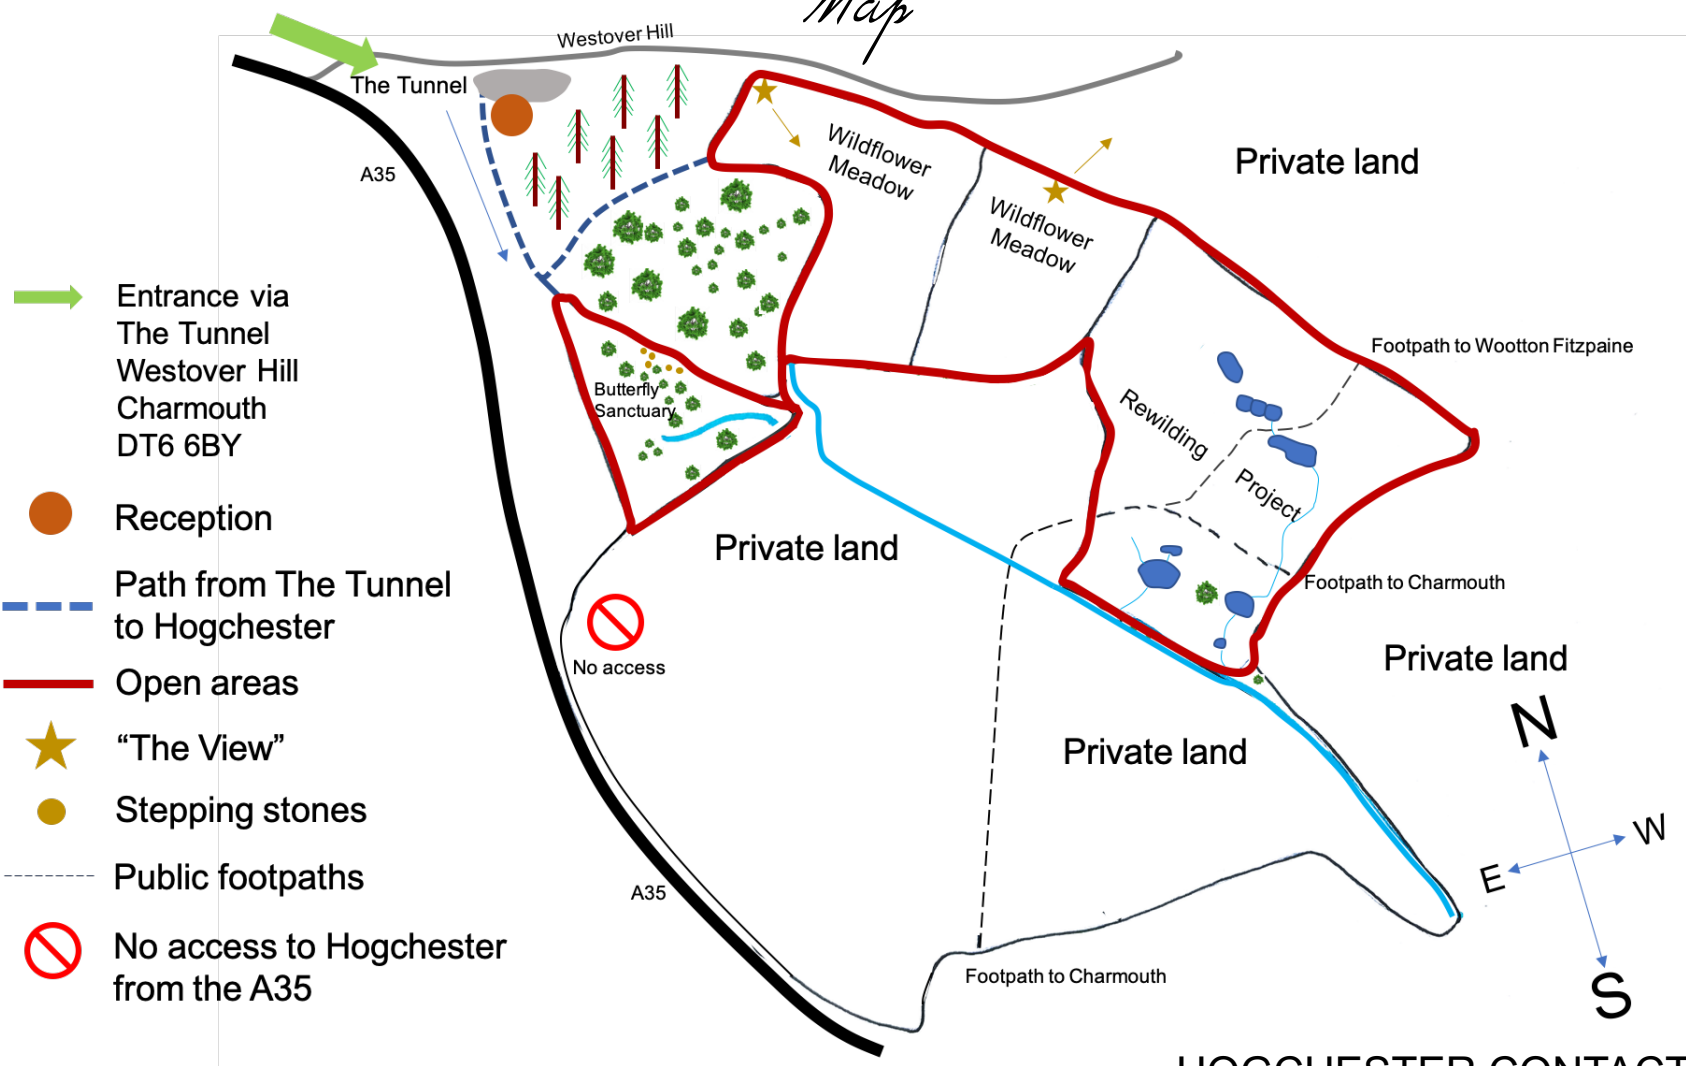 Map
Westover Hill
The Tunnel
A35
Wildflower
Meadow
Wildflower
Meadow
Private land
Footpath to Wootton Fitzpaine
Entrance via
The Tunnel
Westover Hill
Charmouth
DT6 6BY
Butterfly
Sanctuary
Rewilding
Project
Reception
Private land
Path from The Tunnel
to Hogchester
Footpath to Charmouth
No access
Private land
Open areas
“The View”
Private land
N
Stepping stones
W
E
Public footpaths
A35
No access to Hogchester
from the A35
Footpath to Charmouth
S
HOGCHESTER CONTACT